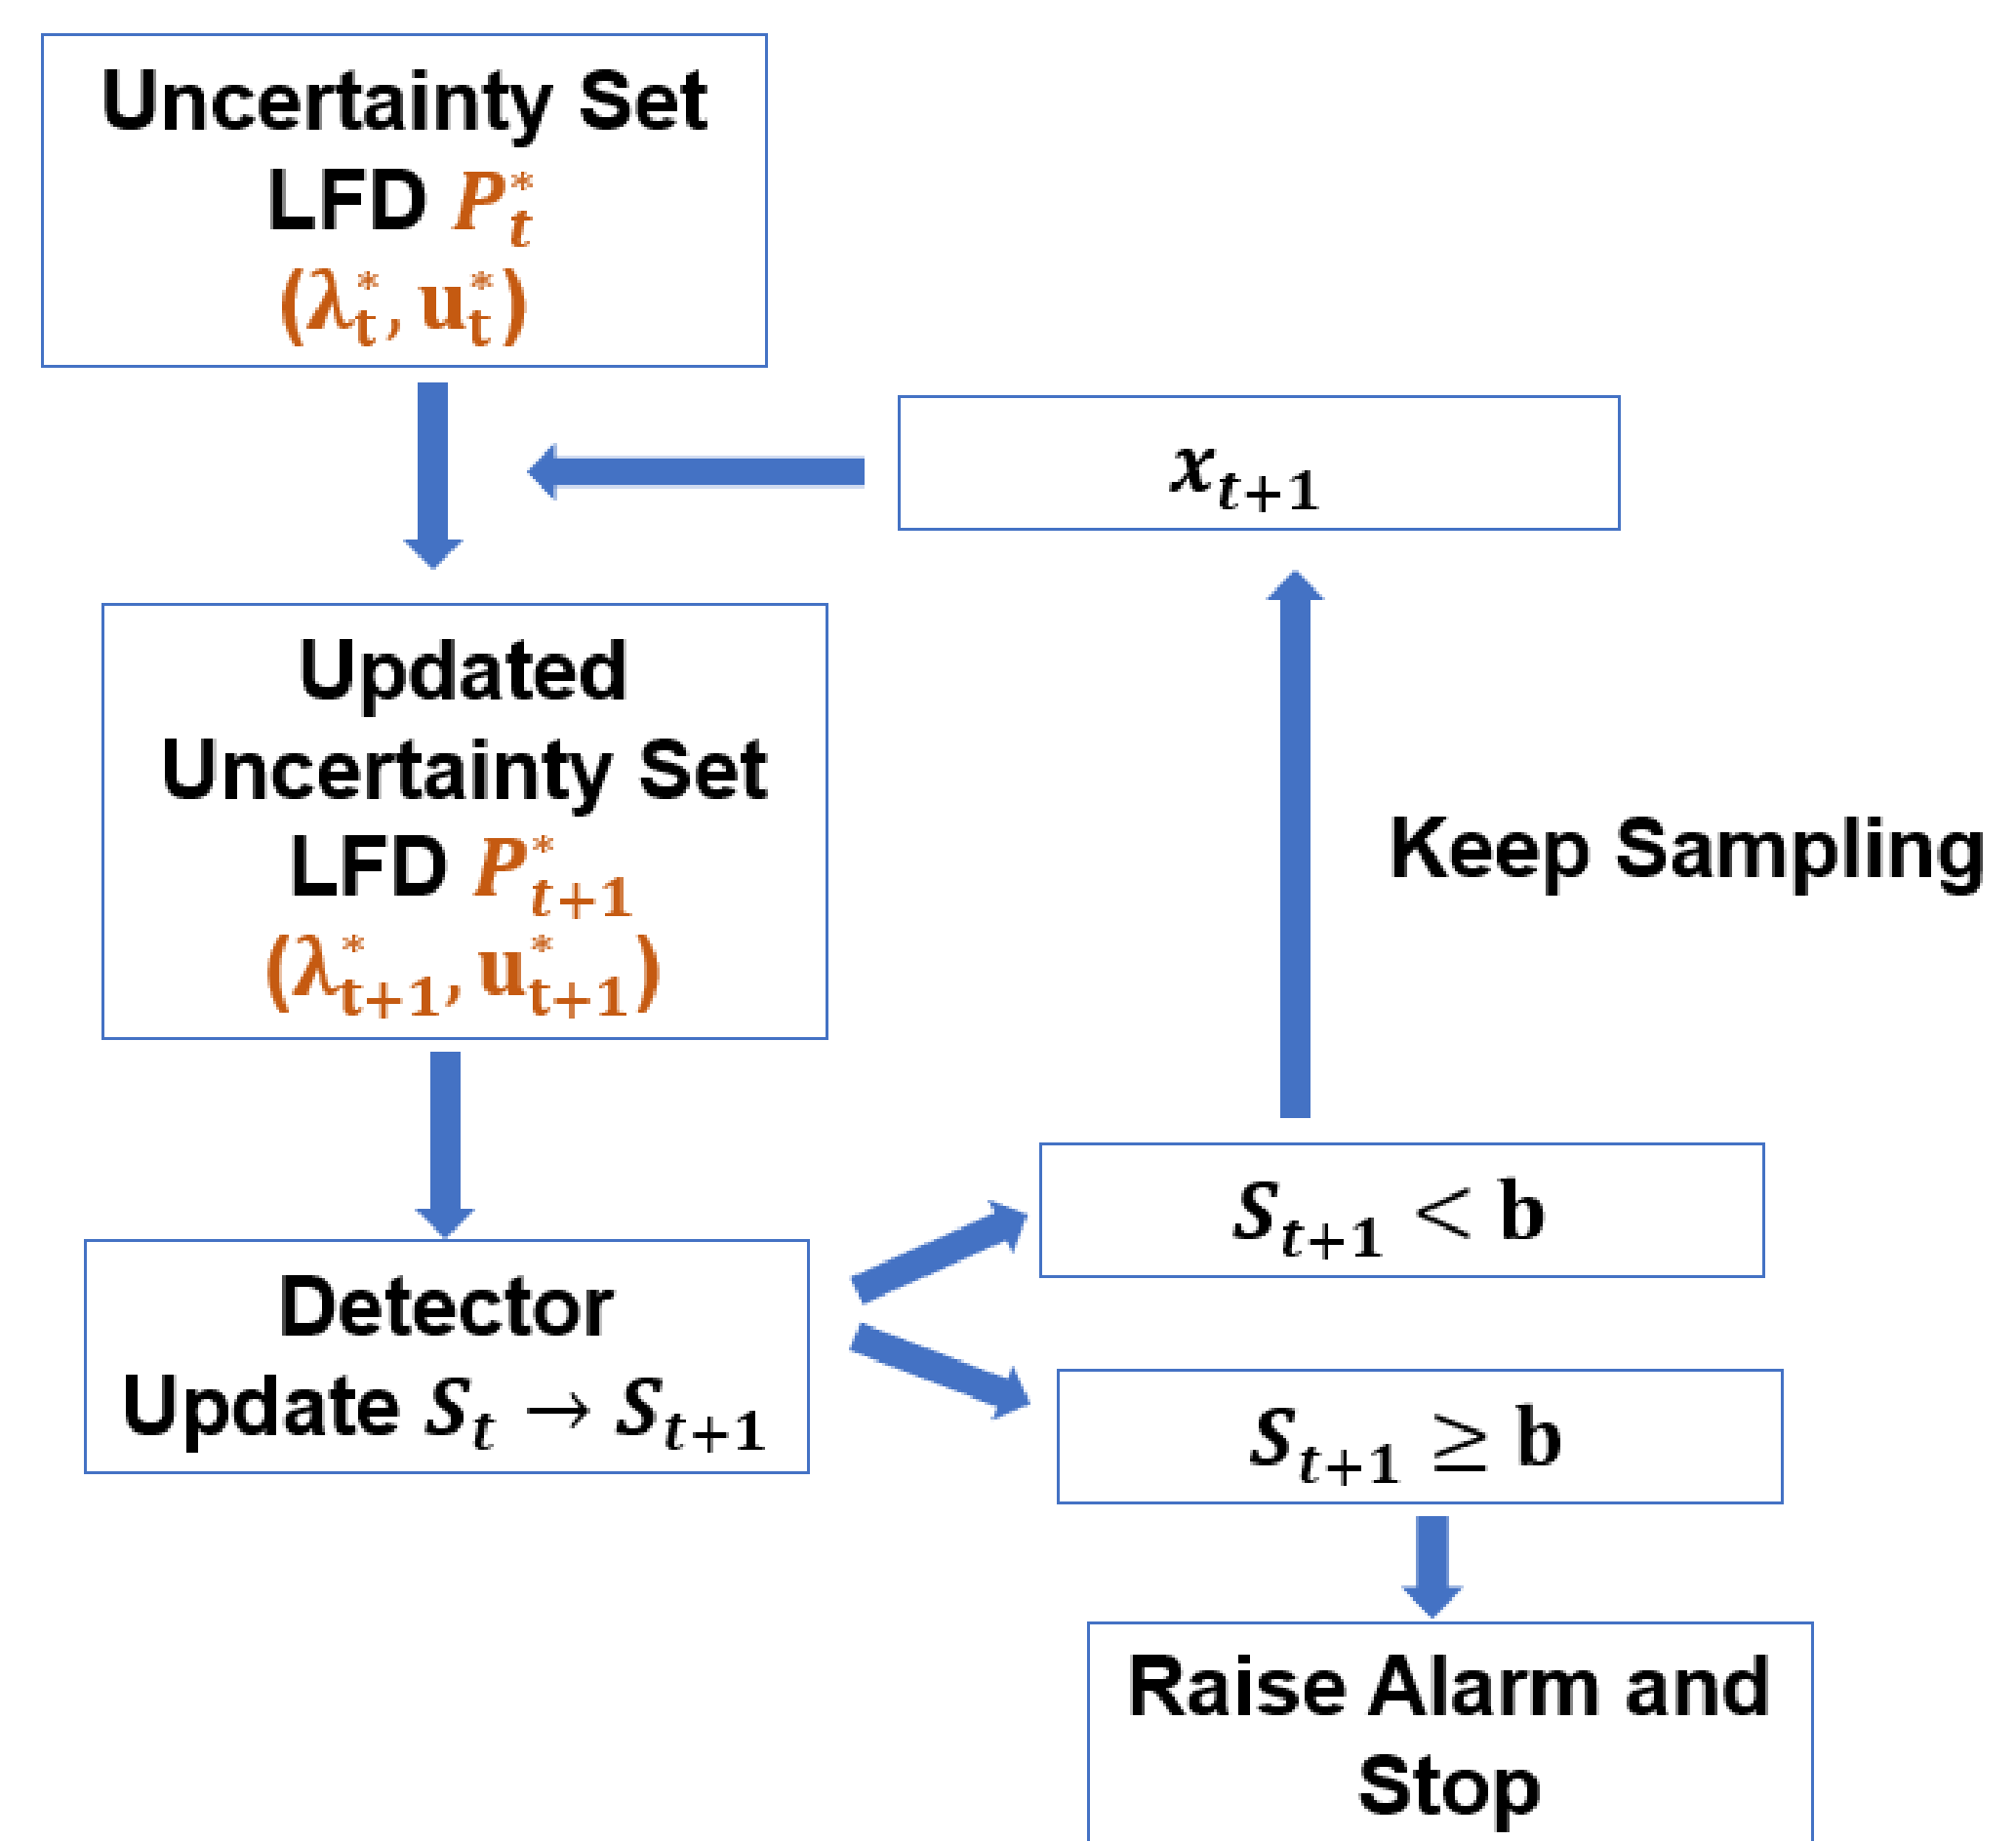 Uncertainty Set
LFD P*ₜ
(λ*ₜ, u*ₜ)
xₜ₊₁
Updated
Uncertainty Set
LFD P*ₜ₊₁
(λ*ₜ₊₁, u*ₜ₊₁)
Keep Sampling
Detector
Update Sₜ → Sₜ₊₁
Sₜ₊₁ < b
Sₜ₊₁ ≥ b
Raise Alarm and
Stop